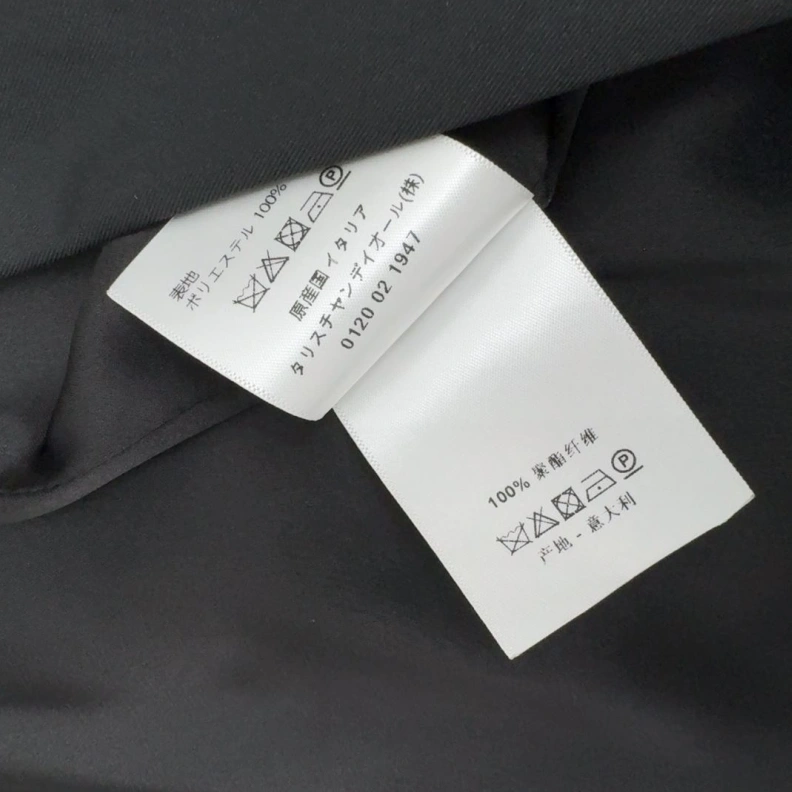 表地
ポリエステル 100%
原産国 イタリア
タリスチャンディオール(株)
0120 02 1947
100% 聚酯纤维
产地 - 意大利